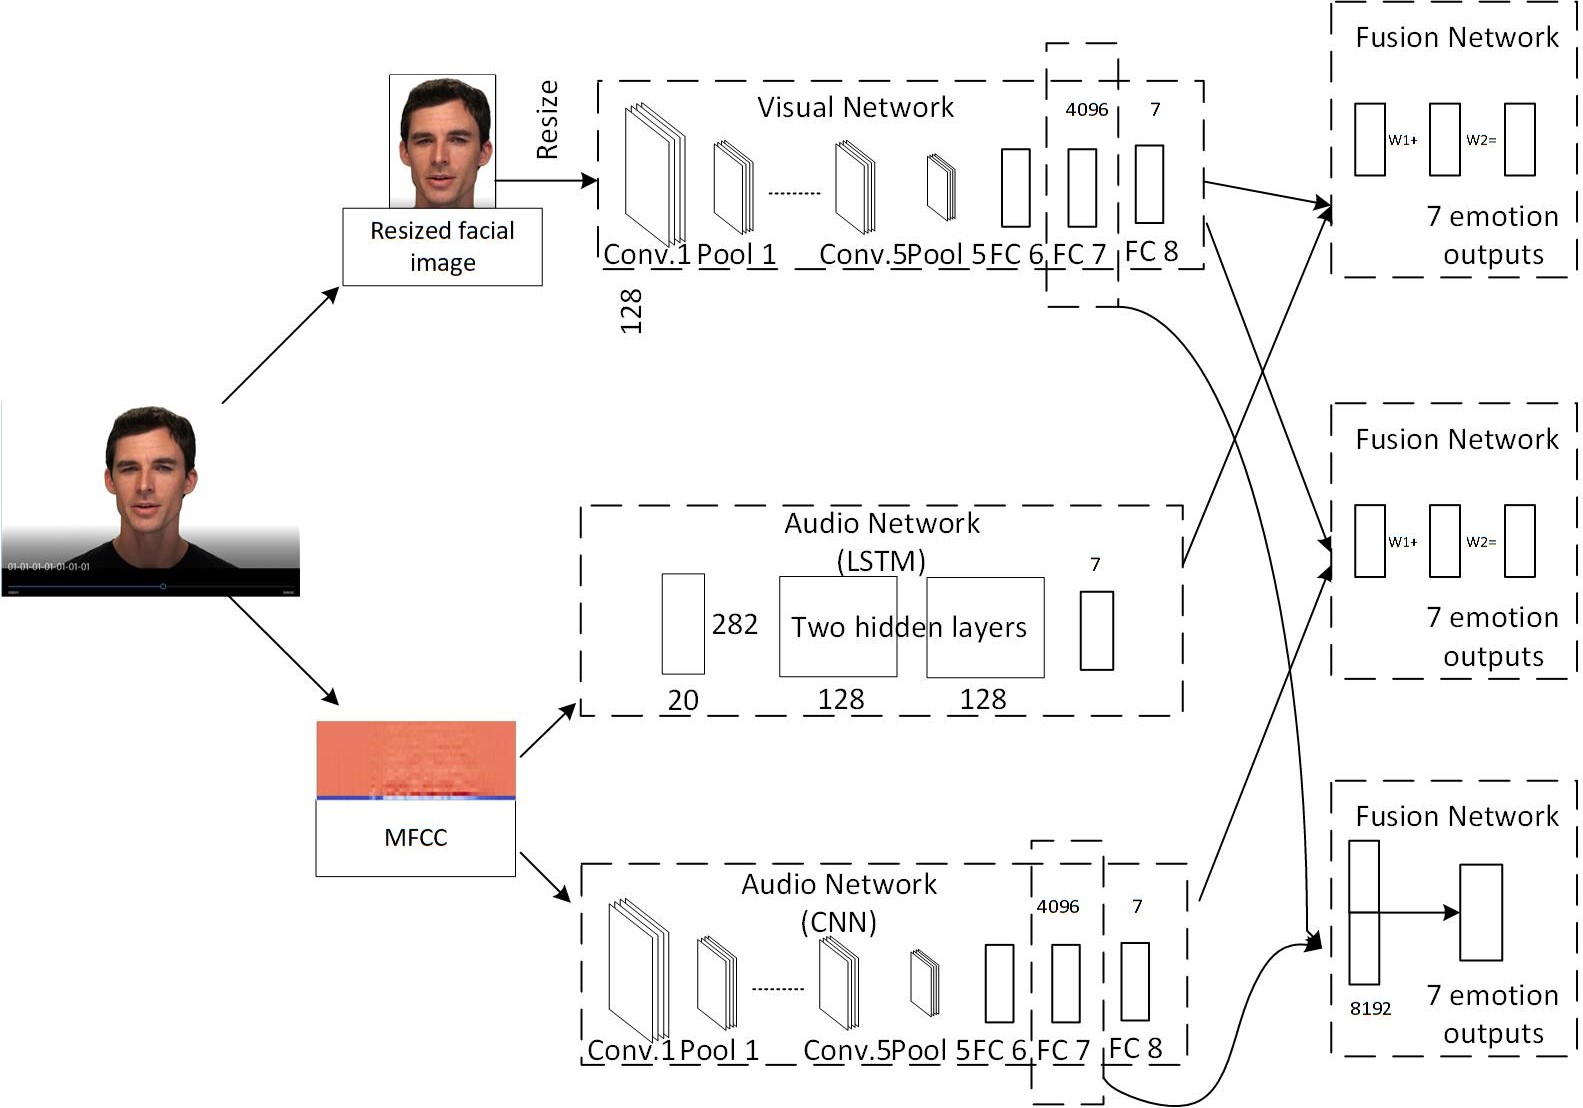 Resize
Resized facial
image
Visual Network
4096
7
Conv.1
Pool 1
Conv.5
Pool 5
FC 6
FC 7
FC 8
128
01-01-01-01-01-01-01
MFCC
Audio Network
(LSTM)
7
282
Two hidden layers
20
128
128
Audio Network
(CNN)
4096
7
Conv.1
Pool 1
Conv.5
Pool 5
FC 6
FC 7
FC 8
Fusion Network
W1+
W2=
7 emotion
outputs
Fusion Network
W1+
W2=
7 emotion
outputs
Fusion Network
8192
7 emotion
outputs